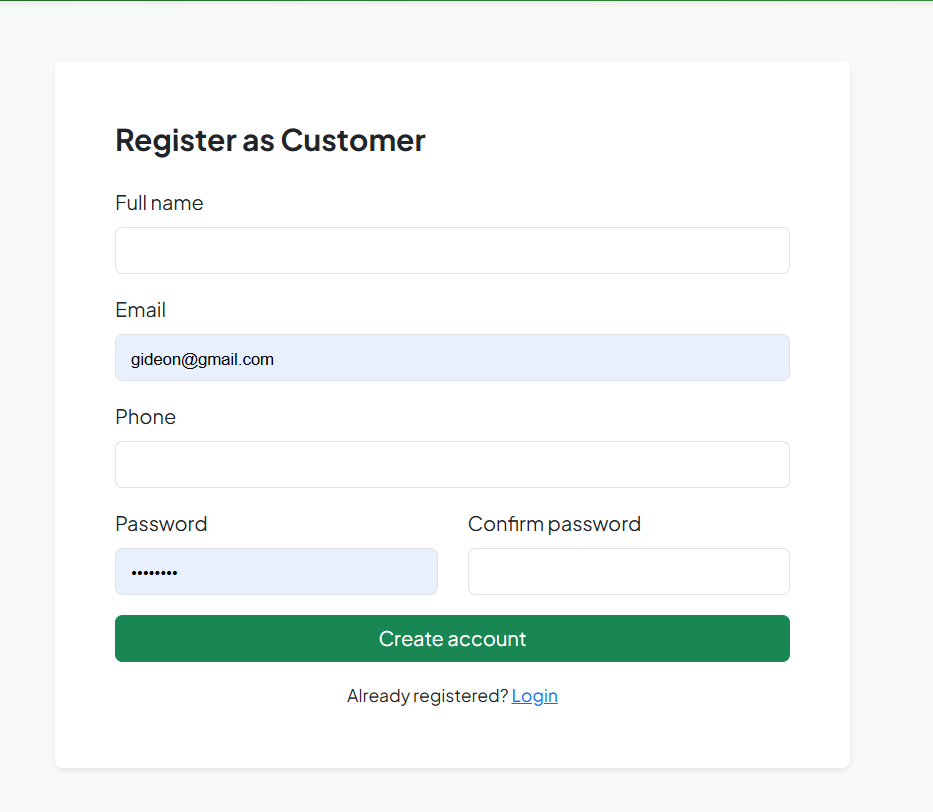 Register as Customer
Full name
Email
gideon@gmail.com
Phone
Password Confirm password
••••••••
Create account
Already registered? Login